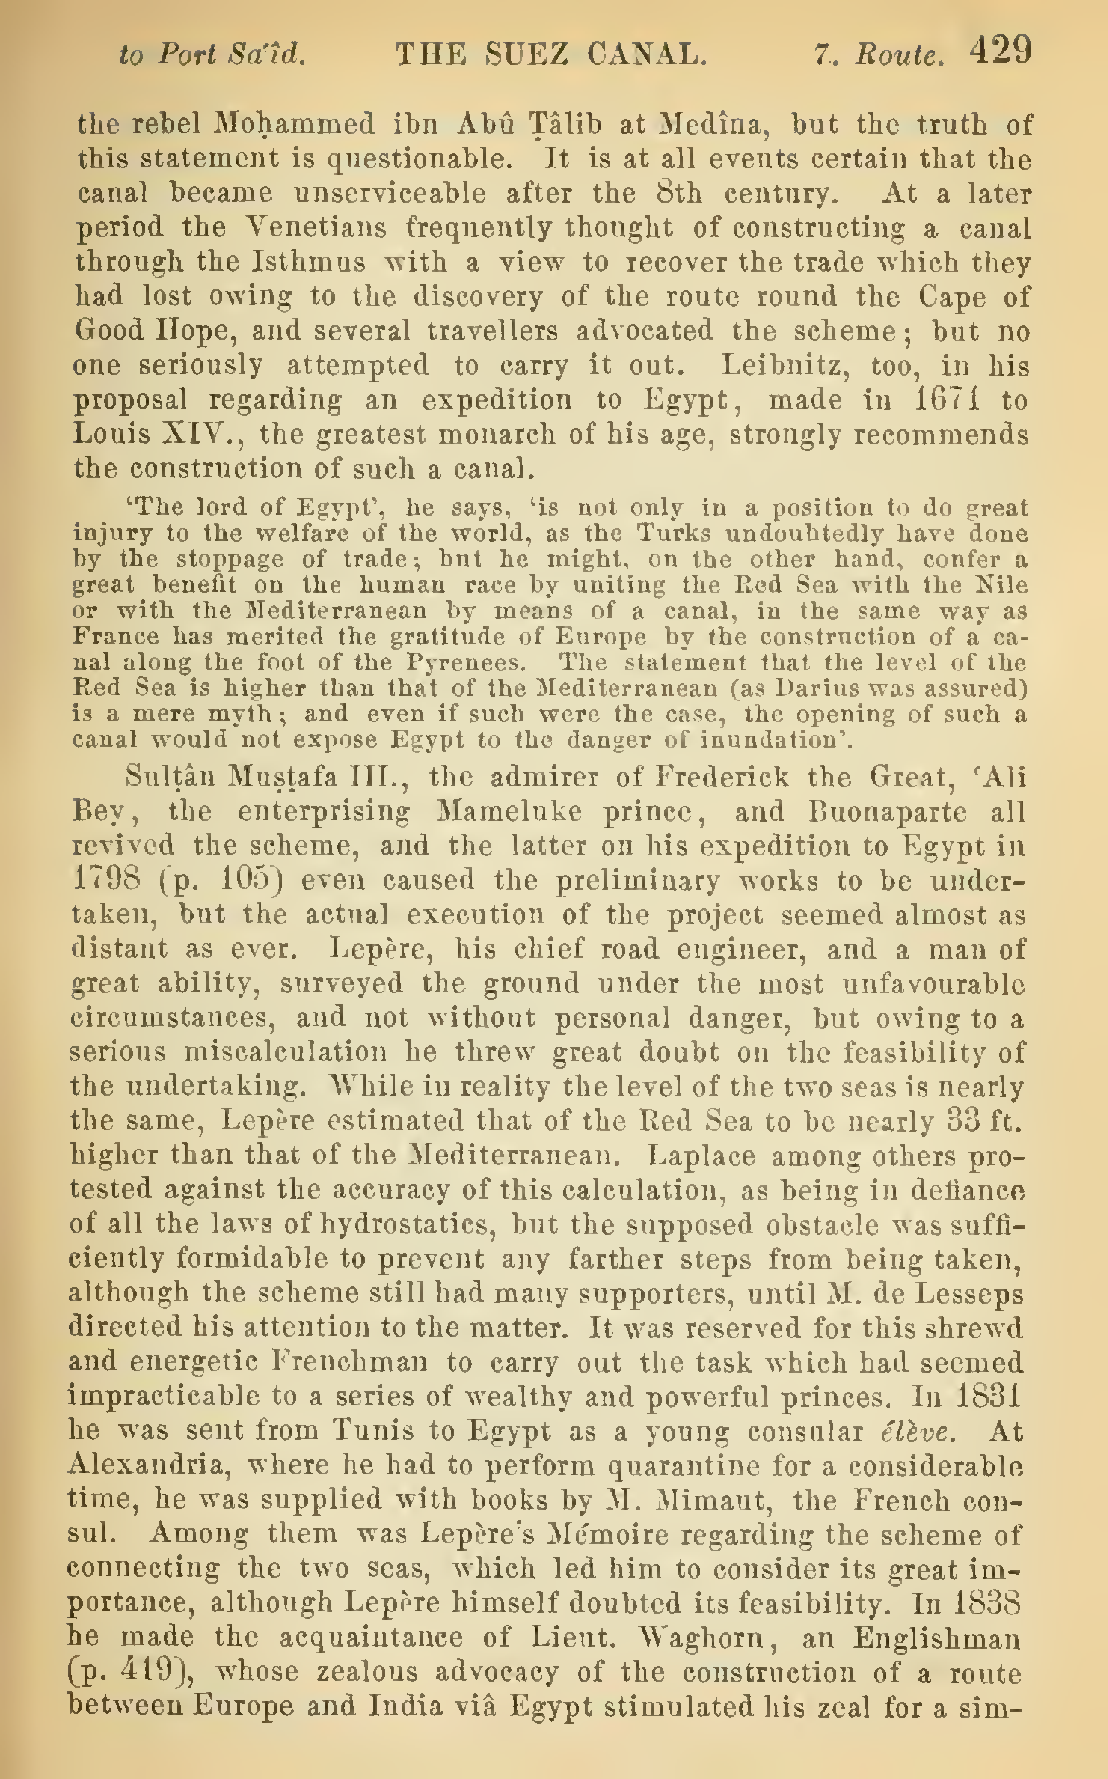 to Port Sa'îd. THE SUEZ CANAL. 7. Route. 429
the rebel Moḥammed ibn Abû Ṭâlib at Medîna, but the truth of
this statement is questionable. It is at all events certain that the
canal became unserviceable after the 8th century. At a later
period the Venetians frequently thought of constructing a canal
through the Isthmus with a view to recover the trade which they
had lost owing to the discovery of the route round the Cape of
Good Hope, and several travellers advocated the scheme; but no
one seriously attempted to carry it out. Leibnitz, too, in his
proposal regarding an expedition to Egypt, made in 1671 to
Louis XIV., the greatest monarch of his age, strongly recommends
the construction of such a canal.
‘The lord of Egypt’, he says, ‘is not only in a position to do great
injury to the welfare of the world, as the Turks undoubtedly have done
by the stoppage of trade; but he might, on the other hand, confer a
great benefit on the human race by uniting the Red Sea with the Nile
or with the Mediterranean by means of a canal, in the same way as
France has merited the gratitude of Europe by the construction of a ca-
nal along the foot of the Pyrenees. The statement that the level of the
Red Sea is higher than that of the Mediterranean (as Darius was assured)
is a mere myth; and even if such were the case, the opening of such a
canal would not expose Egypt to the danger of inundation’.
Sulṭân Muṣṭafa III., the admirer of Frederick the Great, ‘Ali
Bey, the enterprising Mameluke prince, and Buonaparte all
revived the scheme, and the latter on his expedition to Egypt in
1798 (p. 105) even caused the preliminary works to be under-
taken, but the actual execution of the project seemed almost as
distant as ever. Lepère, his chief road engineer, and a man of
great ability, surveyed the ground under the most unfavourable
circumstances, and not without personal danger, but owing to a
serious miscalculation he threw great doubt on the feasibility of
the undertaking. While in reality the level of the two seas is nearly
the same, Lepère estimated that of the Red Sea to be nearly 33 ft.
higher than that of the Mediterranean. Laplace among others pro-
tested against the accuracy of this calculation, as being in defiance
of all the laws of hydrostatics, but the supposed obstacle was suffi-
ciently formidable to prevent any farther steps from being taken,
although the scheme still had many supporters, until M. de Lesseps
directed his attention to the matter. It was reserved for this shrewd
and energetic Frenchman to carry out the task which had seemed
impracticable to a series of wealthy and powerful princes. In 1831
he was sent from Tunis to Egypt as a young consular élève. At
Alexandria, where he had to perform quarantine for a considerable
time, he was supplied with books by M. Mimaut, the French con-
sul. Among them was Lepère's Mémoire regarding the scheme of
connecting the two seas, which led him to consider its great im-
portance, although Lepère himself doubted its feasibility. In 1838
he made the acquaintance of Lieut. Waghorn, an Englishman
(p. 419), whose zealous advocacy of the construction of a route
between Europe and India viâ Egypt stimulated his zeal for a sim-